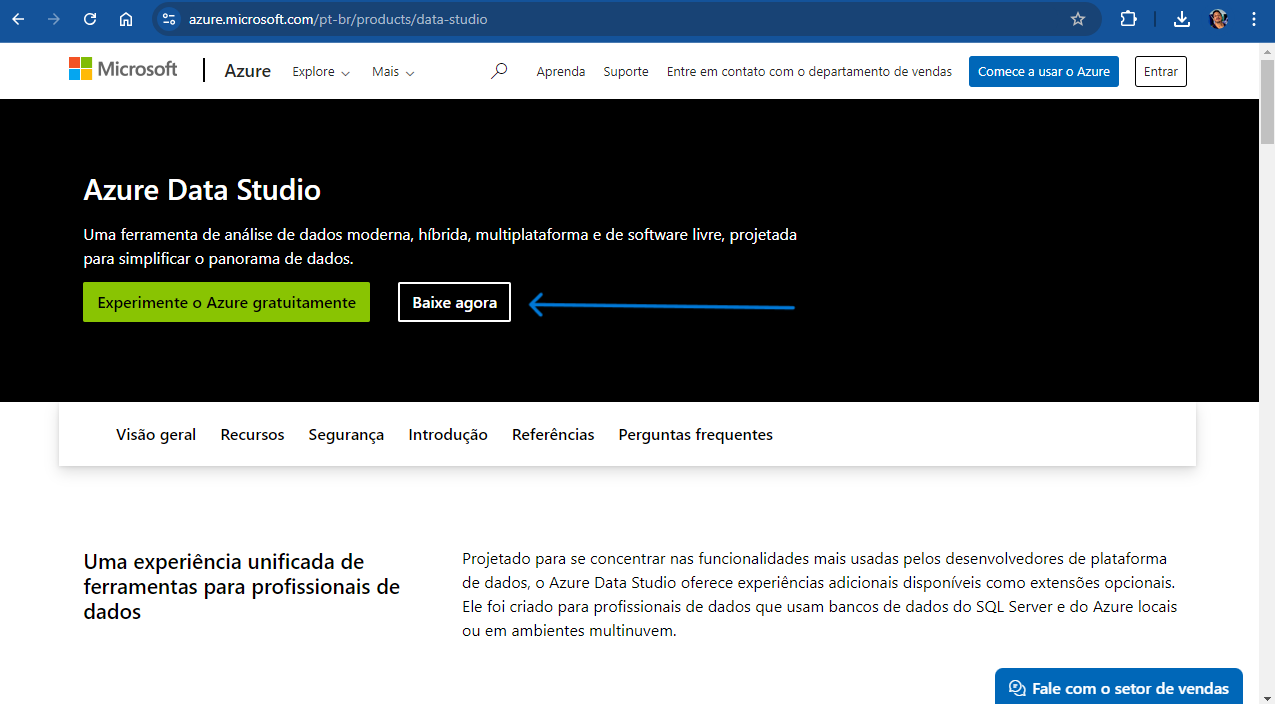 azure.microsoft.com/pt-br/products/data-studio
Microsoft
Azure
Explore
Mais
Aprenda
Suporte
Entre em contato com o departamento de vendas
Comece a usar o Azure
Entrar
Azure Data Studio
Uma ferramenta de análise de dados moderna, híbrida, multiplataforma e de software livre, projetada
para simplificar o panorama de dados.
Experimente o Azure gratuitamente
Baixe agora
Visão geral
Recursos
Segurança
Introdução
Referências
Perguntas frequentes
Uma experiência unificada de
ferramentas para profissionais de
dados
Projetado para se concentrar nas funcionalidades mais usadas pelos desenvolvedores de plataforma
de dados, o Azure Data Studio oferece experiências adicionais disponíveis como extensões opcionais.
Ele foi criado para profissionais de dados que usam bancos de dados do SQL Server e do Azure locais
ou em ambientes multinuvem.
Fale com o setor de vendas